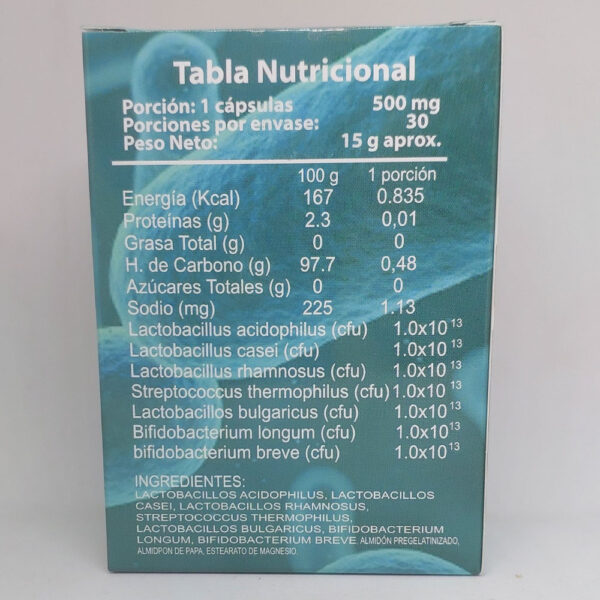 Tabla Nutricional
Porción: 1 cápsulas 500 mg
Porciones por envase: 30
Peso Neto: 15 g aprox.
100 g 1 porción
Energía (Kcal) 167 0.835
Proteínas (g) 2.3 0,01
Grasa Total (g) 0 0
H. de Carbono (g) 97.7 0,48
Azúcares Totales (g) 0 0
Sodio (mg) 225 1.13
Lactobacillus acidophilus (cfu) 1.0x10¹³
Lactobacillus casei (cfu) 1.0x10¹³
Lactobacillus rhamnosus (cfu) 1.0x10¹³
Streptococcus thermophilus (cfu) 1.0x10¹³
Lactobacillos bulgaricus (cfu) 1.0x10¹³
Bifidobacterium longum (cfu) 1.0x10¹³
bifidobacterium breve (cfu) 1.0x10¹³
INGREDIENTES:
LACTOBACILLOS ACIDOPHILUS, LACTOBACILLOS
CASEI, LACTOBACILLOS RHAMNOSUS,
STREPTOCOCCUS THERMOPHILUS,
LACTOBACILLOS BULGARICUS, BIFIDOBACTERIUM
LONGUM, BIFIDOBACTERIUM BREVE ALMIDÓN PREGELATINIZADO,
ALMIDPON DE PAPA, ESTEARATO DE MAGNESIO.